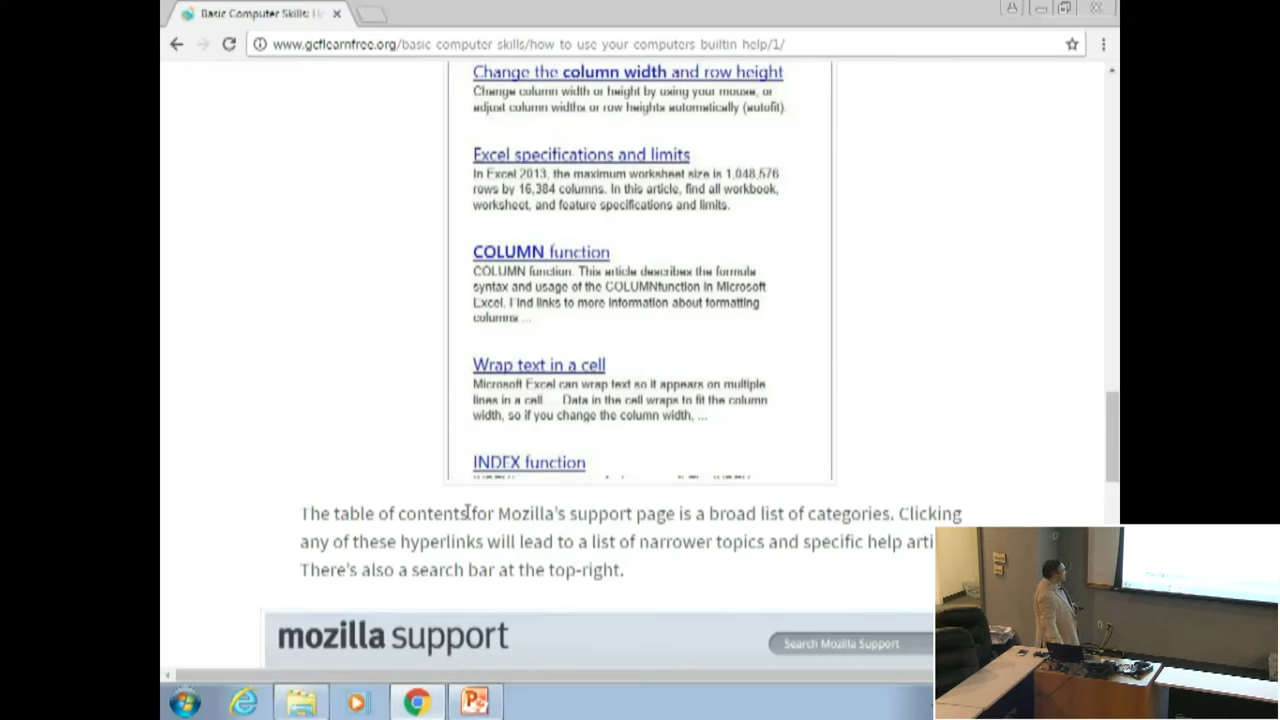 Basic Computer Skills: H
www.gcflearnfree.org/basic computer skills/how to use your computers builtin help/1/
Change the column width and row height
Change column width or height by using your mouse, or
adjust column widths or row heights automatically (autofit).
Excel specifications and limits
In Excel 2013, the maximum worksheet size is 1,048,576
rows by 16,384 columns. In this article, find all workbook,
worksheet, and feature specifications and limits.
COLUMN function
COLUMN function. This article describes the formula
syntax and usage of the COLUMNfunction in Microsoft
Excel. Find links to more information about formatting
columns ...
Wrap text in a cell
Microsoft Excel can wrap text so it appears on multiple
lines in a cell. ... Data in the cell wraps to fit the column
width, so if you change the column width, ...
INDEX function
The table of contents for Mozilla's support page is a broad list of categories. Clicking
any of these hyperlinks will lead to a list of narrower topics and specific help arti
There's also a search bar at the top-right.
mozilla support
Search Mozilla Support